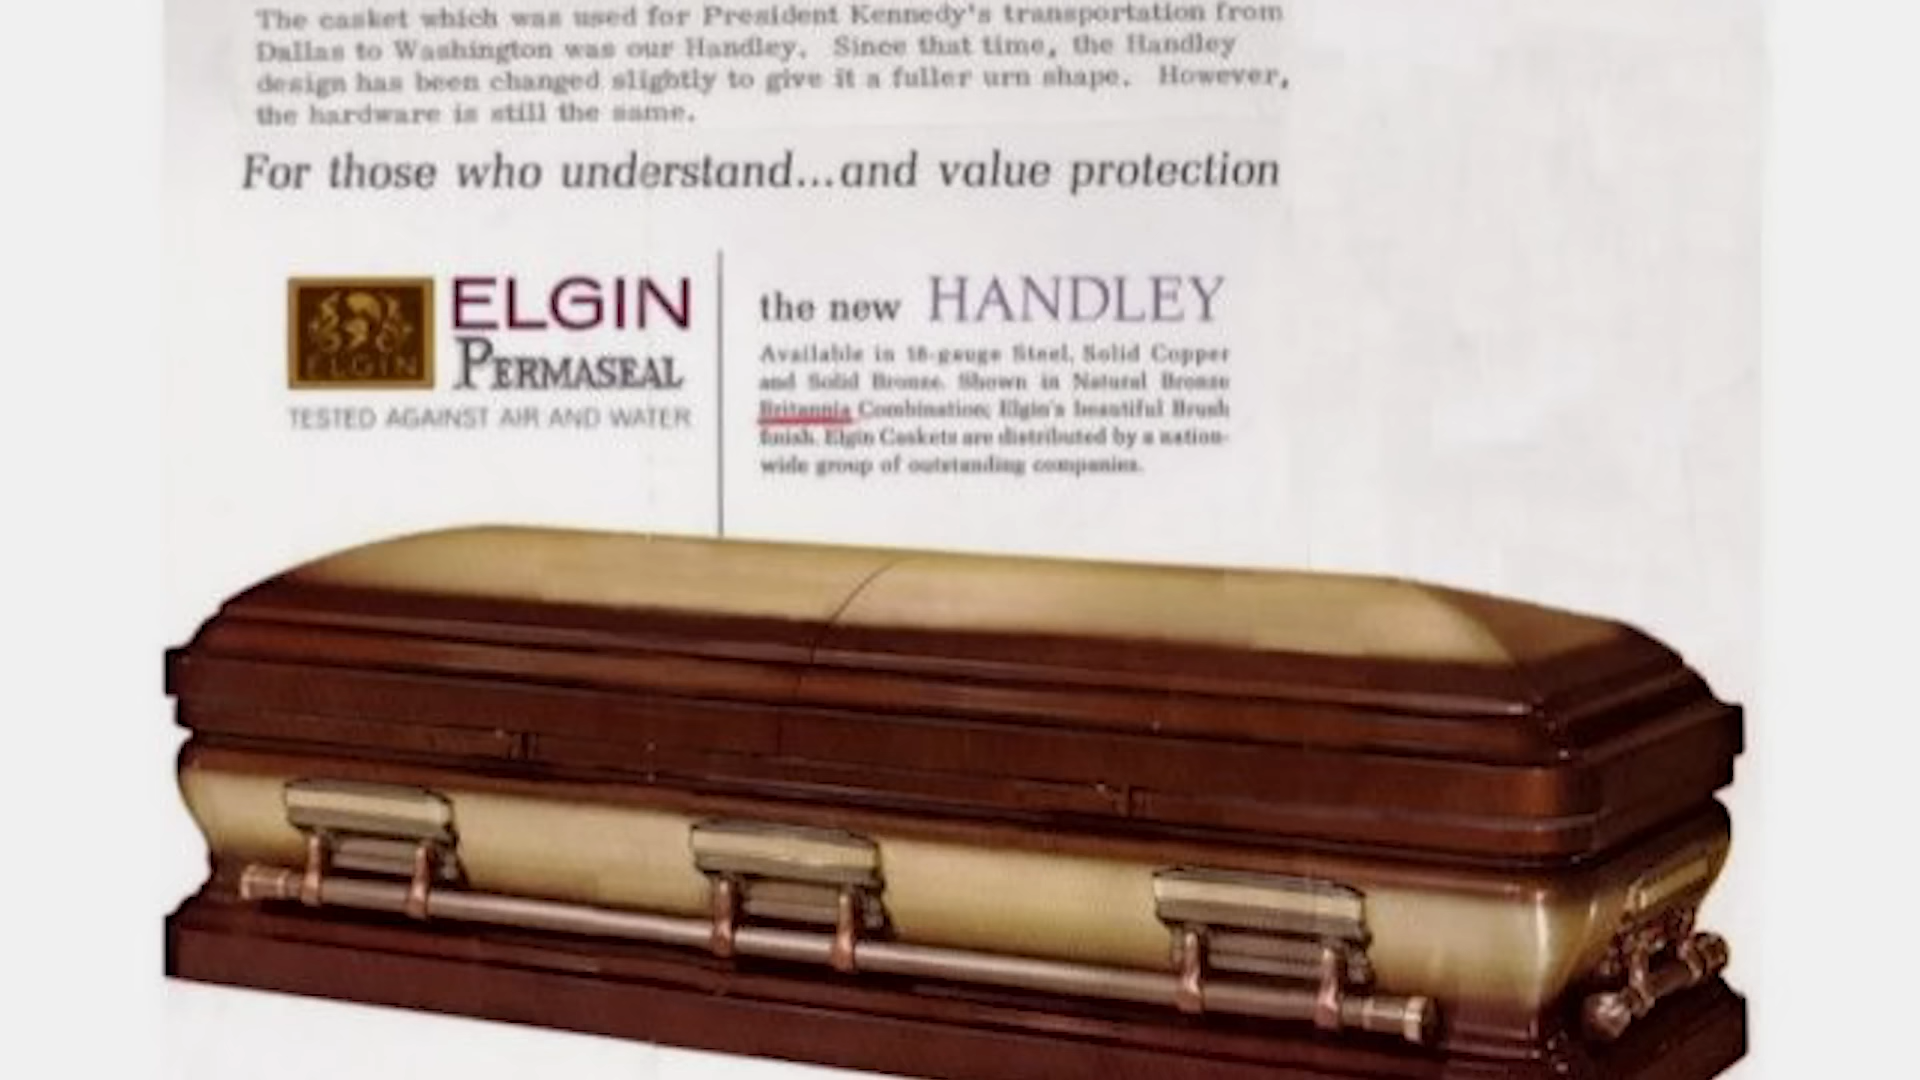 The casket which was used for President Kennedy's transportation from
Dallas to Washington was our Handley. Since that time, the Handley
design has been changed slightly to give it a fuller urn shape. However,
the hardware is still the same.
For those who understand...and value protection
ELGIN
ELGIN
PERMASEAL
TESTED AGAINST AIR AND WATER
the new HANDLEY
Available in 18-gauge Steel, Solid Copper
and Solid Bronze. Shown in Natural Bronze
Britannia Combination; Elgin's beautiful Brush
finish. Elgin Caskets are distributed by a nation-
wide group of outstanding companies.